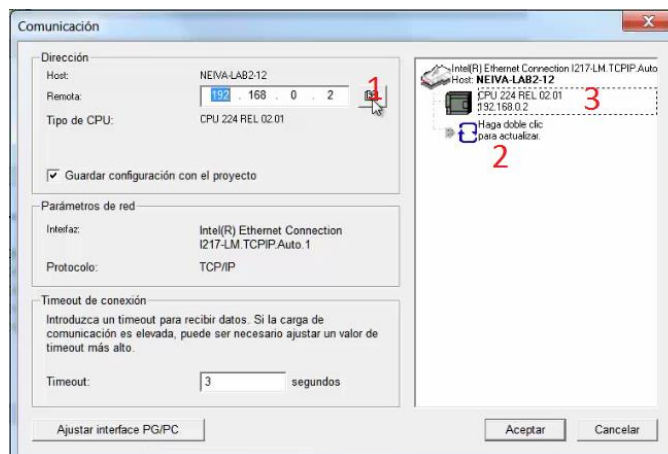 Comunicación
Dirección
Host: NEIVA-LAB2-12
Remota: 192 . 168 . 0 . 2
1
Tipo de CPU: CPU 224 REL 02.01
Guardar configuración con el proyecto
Parámetros de red
Interfaz: Intel(R) Ethernet Connection
I217-LM.TCPIP.Auto.1
Protocolo: TCP/IP
Timeout de conexión
Introduzca un timeout para recibir datos. Si la carga de
comunicación es elevada, puede ser necesario ajustar un valor de
timeout más alto.
Timeout: 3 segundos
Ajustar interface PG/PC
Intel(R) Ethernet Connection I217-LM.TCPIP.Auto
Host: NEIVA-LAB2-12
CPU 224 REL 02.01
192.168.0.2
3
Haga doble clic
para actualizar.
2
Aceptar
Cancelar